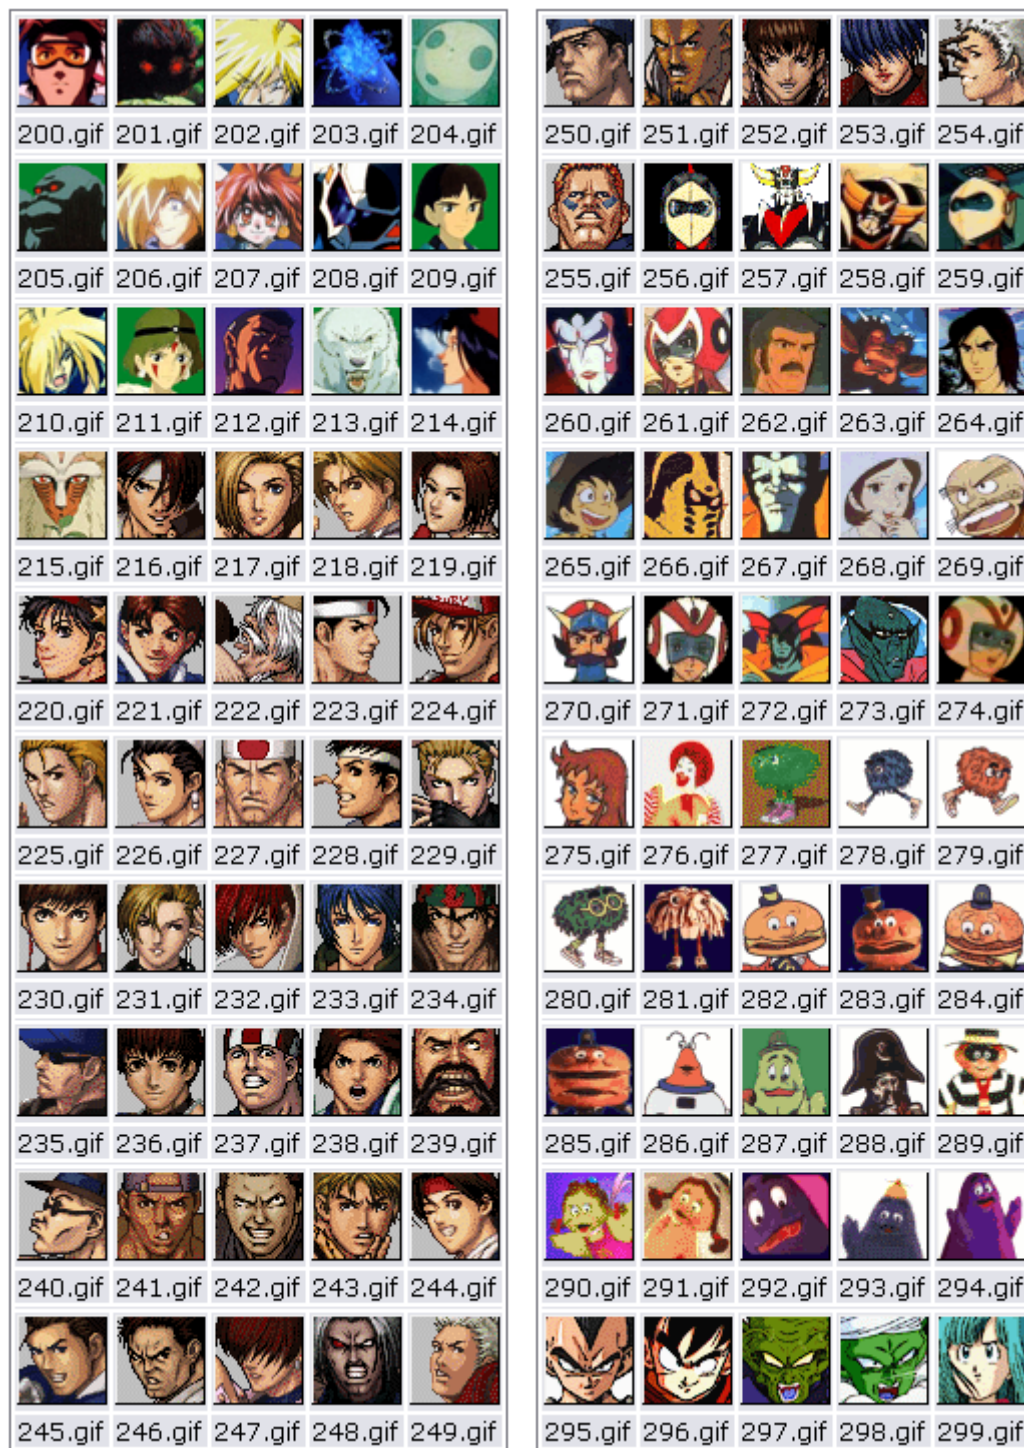 200.gif 201.gif 202.gif 203.gif 204.gif
205.gif 206.gif 207.gif 208.gif 209.gif
210.gif 211.gif 212.gif 213.gif 214.gif
215.gif 216.gif 217.gif 218.gif 219.gif
220.gif 221.gif 222.gif 223.gif 224.gif
225.gif 226.gif 227.gif 228.gif 229.gif
230.gif 231.gif 232.gif 233.gif 234.gif
235.gif 236.gif 237.gif 238.gif 239.gif
240.gif 241.gif 242.gif 243.gif 244.gif
245.gif 246.gif 247.gif 248.gif 249.gif
250.gif 251.gif 252.gif 253.gif 254.gif
255.gif 256.gif 257.gif 258.gif 259.gif
260.gif 261.gif 262.gif 263.gif 264.gif
265.gif 266.gif 267.gif 268.gif 269.gif
270.gif 271.gif 272.gif 273.gif 274.gif
275.gif 276.gif 277.gif 278.gif 279.gif
280.gif 281.gif 282.gif 283.gif 284.gif
285.gif 286.gif 287.gif 288.gif 289.gif
290.gif 291.gif 292.gif 293.gif 294.gif
295.gif 296.gif 297.gif 298.gif 299.gif